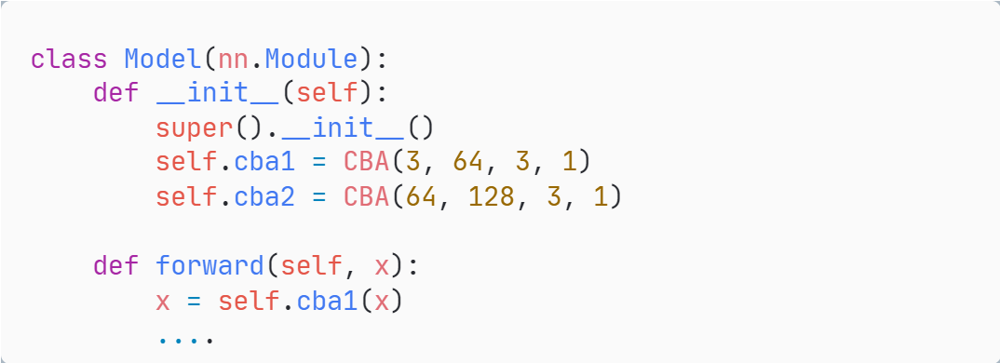 class Model(nn.Module):
    def __init__(self):
        super().__init__()
        self.cba1 = CBA(3, 64, 3, 1)
        self.cba2 = CBA(64, 128, 3, 1)
    def forward(self, x):
        x = self.cba1(x)
        ....